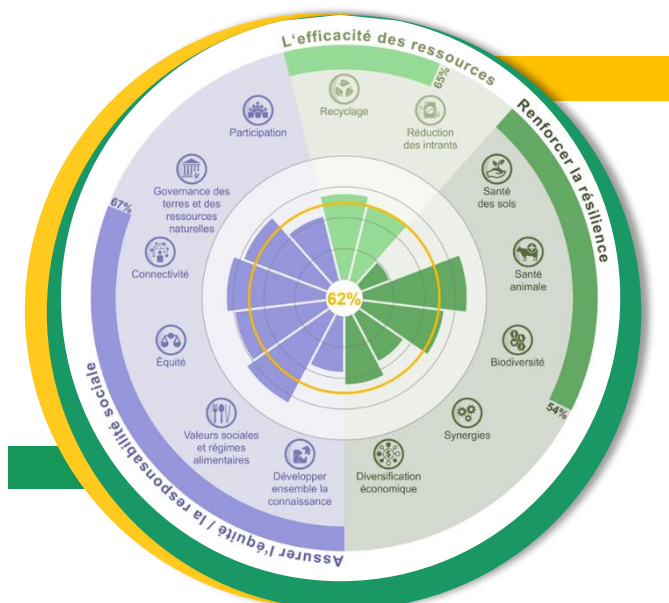 L'efficacité des ressources
65%
Recyclage
Réduction
des intrants
Renforcer la résilience
54%
Santé
des sols
Santé
animale
Biodiversité
Synergies
Diversification
économique
Assurer l'équité / la responsabilité sociale
67%
Développer
ensemble la
connaissance
Valeurs sociales
et régimes
alimentaires
Équité
Connectivité
Governance des
terres et des
ressources
naturelles
Participation
62%